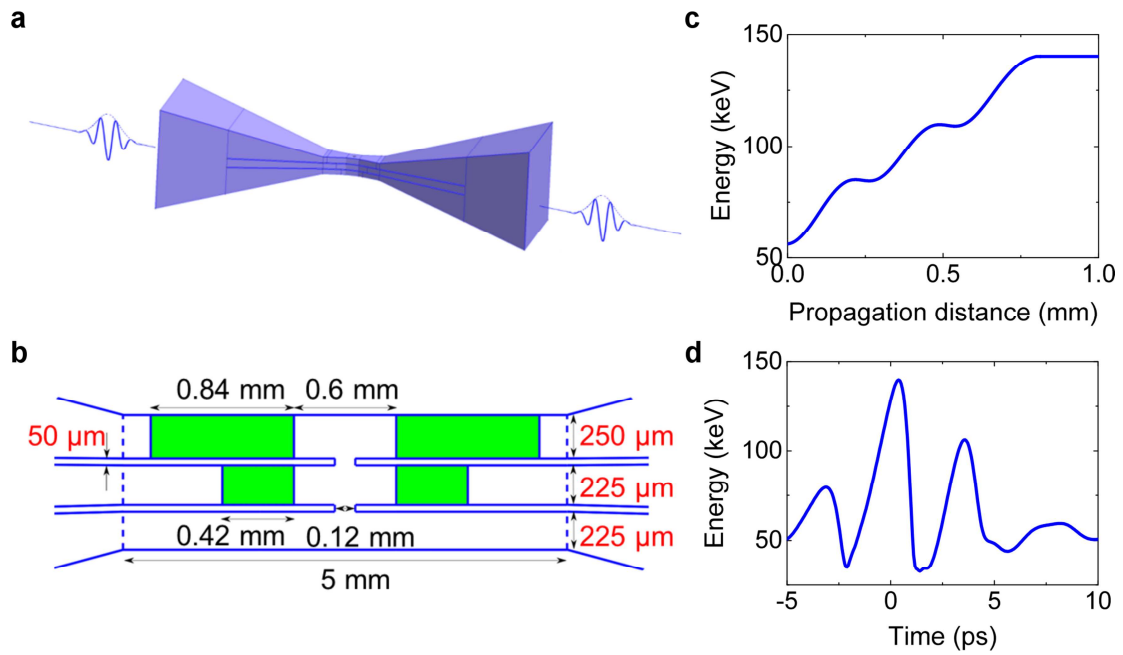 a
b
0.84 mm
0.6 mm
50 µm
250 µm
225 µm
0.42 mm
0.12 mm
225 µm
5 mm
c
150
100
50
Energy (keV)
0.0
0.5
1.0
Propagation distance (mm)
d
150
100
50
Energy (keV)
-5
0
5
10
Time (ps)